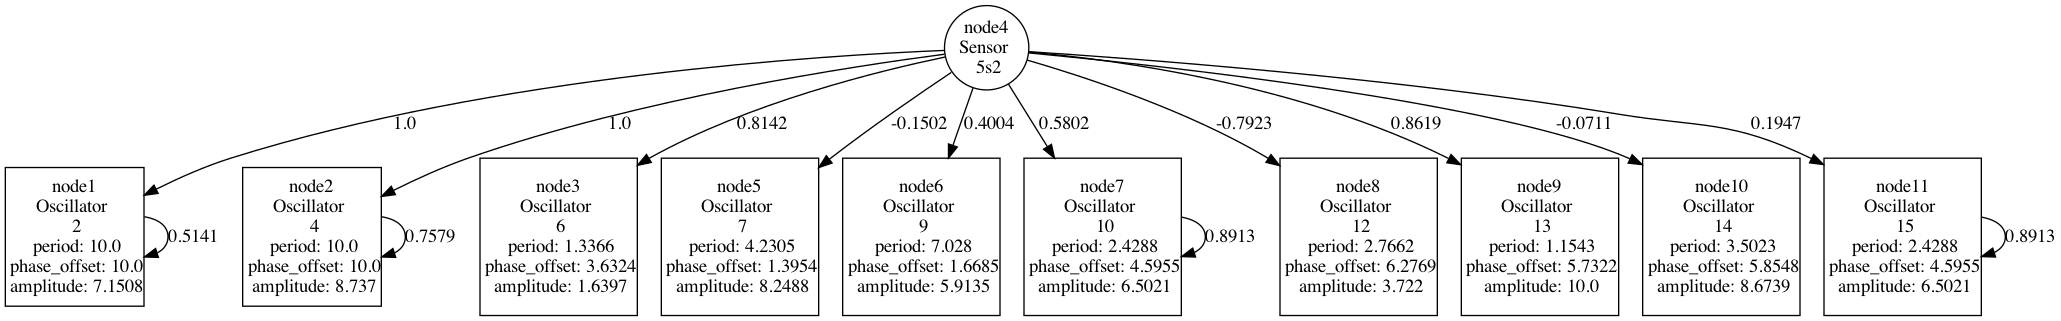 node4
Sensor
5s2
1.0
1.0
0.8142
-0.1502
0.4004
0.5802
-0.7923
0.8619
-0.0711
0.1947
node1
Oscillator
2
period: 10.0
phase_offset: 10.0
amplitude: 7.1508
0.5141
node2
Oscillator
4
period: 10.0
phase_offset: 10.0
amplitude: 8.737
0.7579
node3
Oscillator
6
period: 1.3366
phase_offset: 3.6324
amplitude: 1.6397
node5
Oscillator
7
period: 4.2305
phase_offset: 1.3954
amplitude: 8.2488
node6
Oscillator
9
period: 7.028
phase_offset: 1.6685
amplitude: 5.9135
node7
Oscillator
10
period: 2.4288
phase_offset: 4.5955
amplitude: 6.5021
0.8913
node8
Oscillator
12
period: 2.7662
phase_offset: 6.2769
amplitude: 3.722
node9
Oscillator
13
period: 1.1543
phase_offset: 5.7322
amplitude: 10.0
node10
Oscillator
14
period: 3.5023
phase_offset: 5.8548
amplitude: 8.6739
node11
Oscillator
15
period: 2.4288
phase_offset: 4.5955
amplitude: 6.5021
0.8913